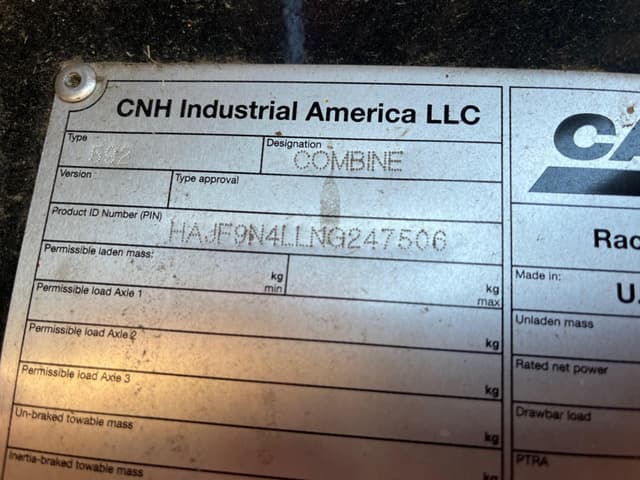 CNH Industrial America LLC
Type
Designation
COMBINE
Version
Type approval
Product ID Number (PIN)
HAJF9N4LLNG247506
Permissible laden mass:
kg
min
kg
max
Permissible load Axle 1
Permissible load Axle 2
kg
Permissible load Axle 3
kg
Un-braked towable mass
kg
Inertia-braked towable mass
kg
CA
Rac
Made in:
U.
Unladen mass
Rated net power
Drawbar load
PTRA